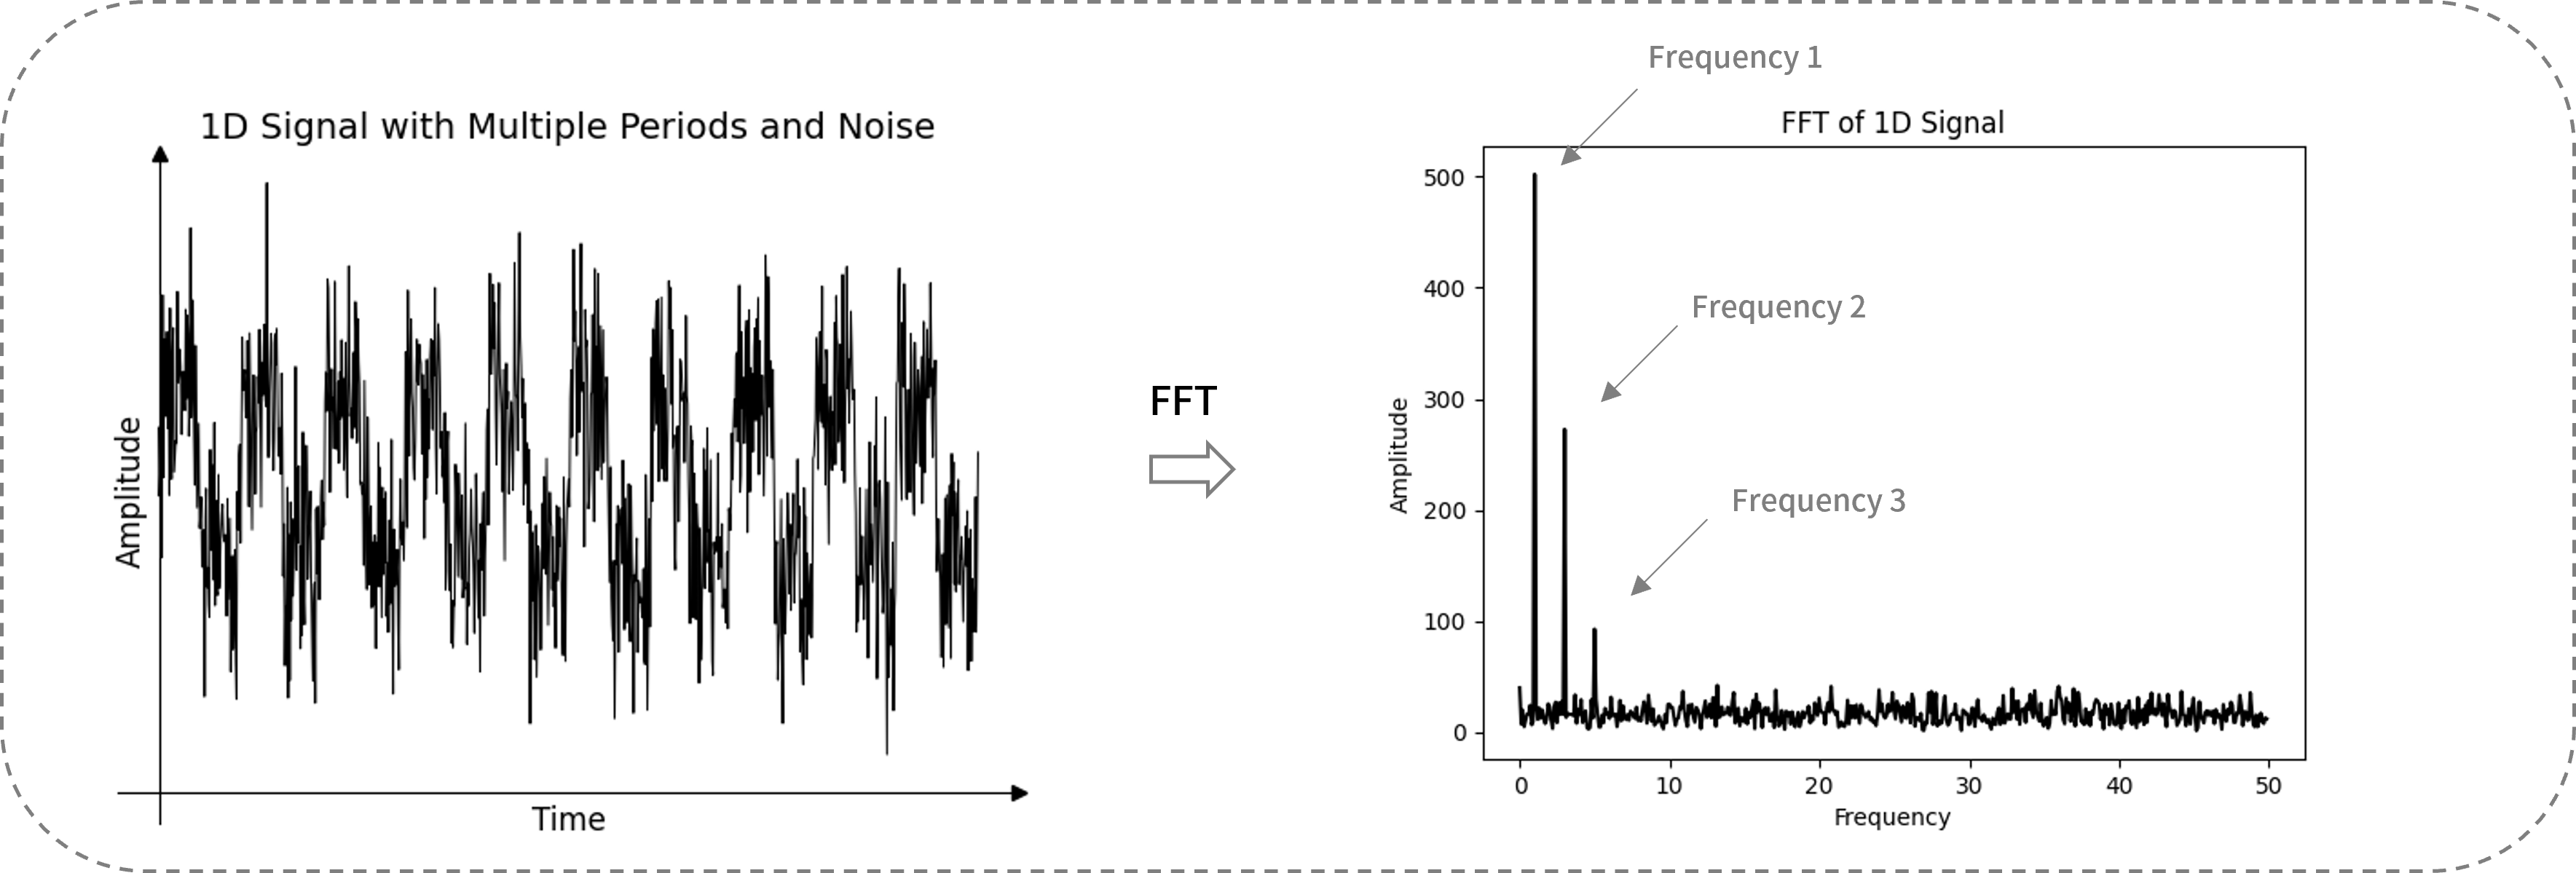 1D Signal with Multiple Periods and Noise
Amplitude
Time
FFT
Frequency 1
FFT of 1D Signal
Frequency 2
Frequency 3
Amplitude
500
400
300
200
100
0
0 10 20 30 40 50
Frequency